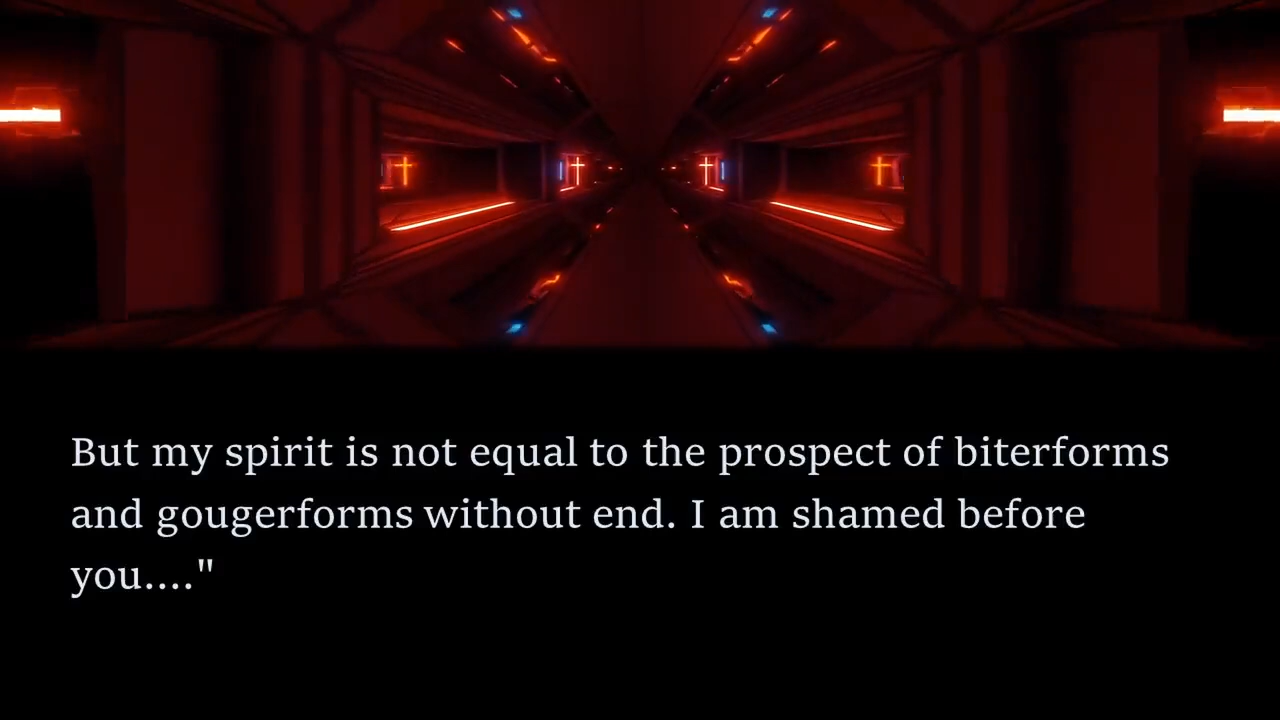 But my spirit is not equal to the prospect of biterforms
and gougerforms without end. I am shamed before
you...."